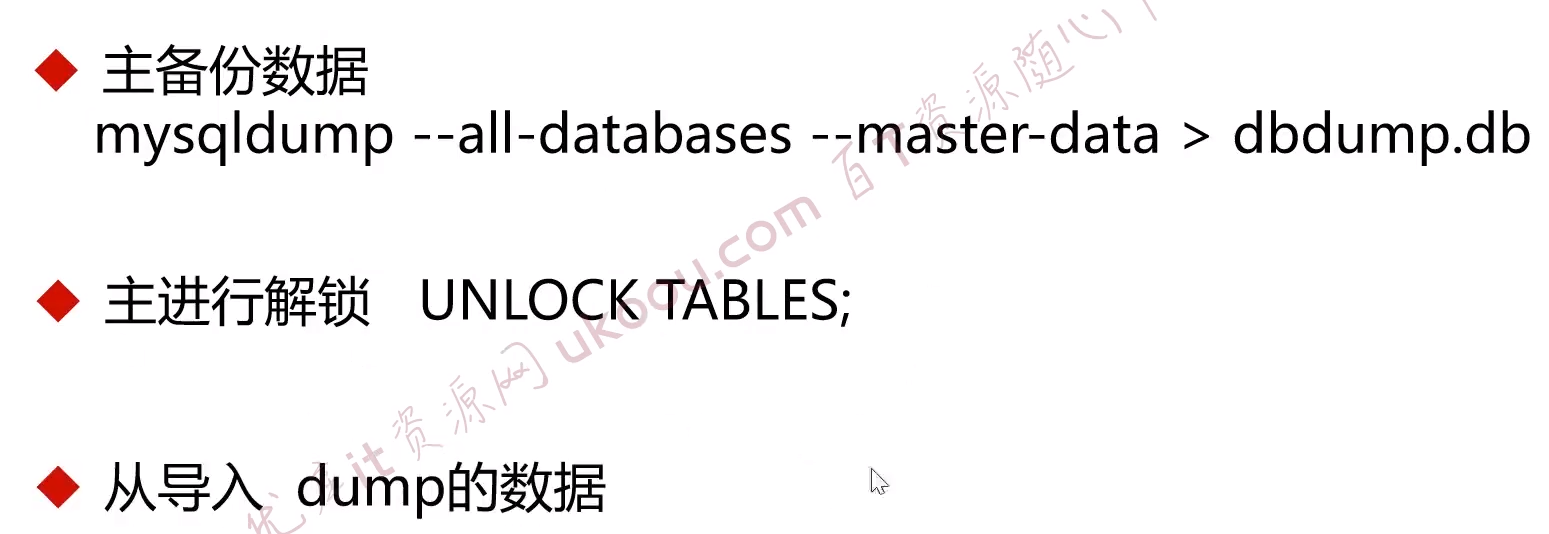 主备份数据
mysqldump --all-databases --master-data > dbdump.db
主进行解锁 UNLOCK TABLES;
从导入 dump的数据
优库it资源网 ukoou.com 百T资源随心